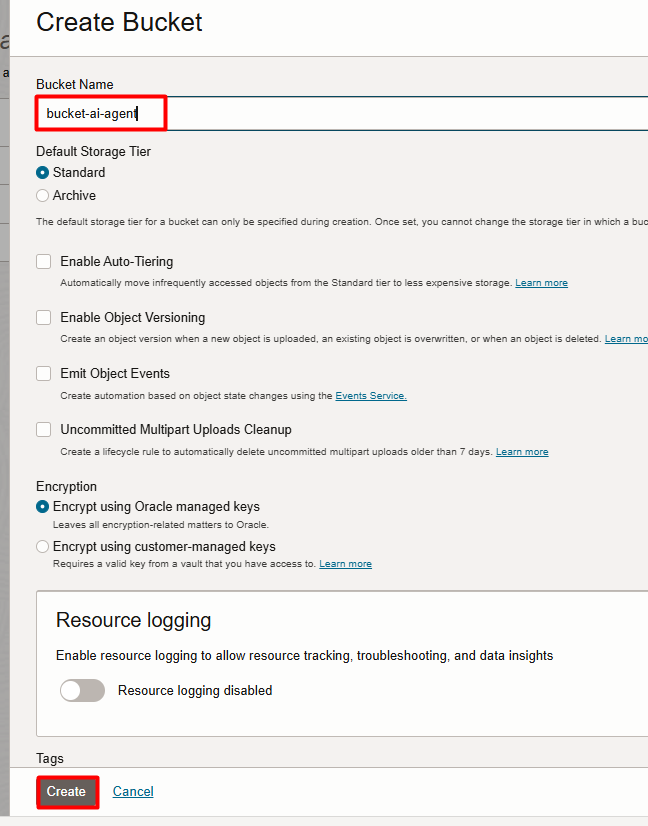 Create Bucket
a
Bucket Name
bucket-ai-agent
Default Storage Tier
Standard
Archive
The default storage tier for a bucket can only be specified during creation. Once set, you cannot change the storage tier in which a buc
Enable Auto-Tiering
Automatically move infrequently accessed objects from the Standard tier to less expensive storage. Learn more
Enable Object Versioning
Create an object version when a new object is uploaded, an existing object is overwritten, or when an object is deleted. Learn mo
Emit Object Events
Create automation based on object state changes using the Events Service.
Uncommitted Multipart Uploads Cleanup
Create a lifecycle rule to automatically delete uncommitted multipart uploads older than 7 days. Learn more
Encryption
Encrypt using Oracle managed keys
Leaves all encryption-related matters to Oracle.
Encrypt using customer-managed keys
Requires a valid key from a vault that you have access to. Learn more
Resource logging
Enable resource logging to allow resource tracking, troubleshooting, and data insights
Resource logging disabled
Tags
Create Cancel